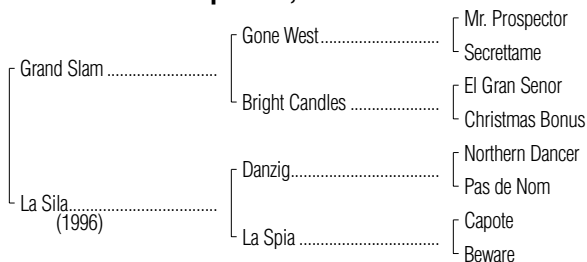 Mr. Prospector
Gone West
Secrettame
Grand Slam
El Gran Senor
Bright Candles
Christmas Bonus
Northern Dancer
Danzig
Pas de Nom
La Sila
(1996)
Capote
La Spia
Beware